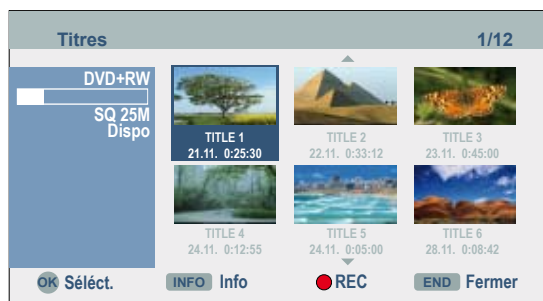 Titres 1/12
DVD+RW
SQ 25M
Dispo
TITLE 1
21.11. 0:25:30
TITLE 2
22.11. 0:33:12
TITLE 3
23.11. 0:45:00
TITLE 4
24.11. 0:12:55
TITLE 5
24.11. 0:05:00
TITLE 6
28.11. 0:08:42
OK Séléct. INFO Info REC END Fermer